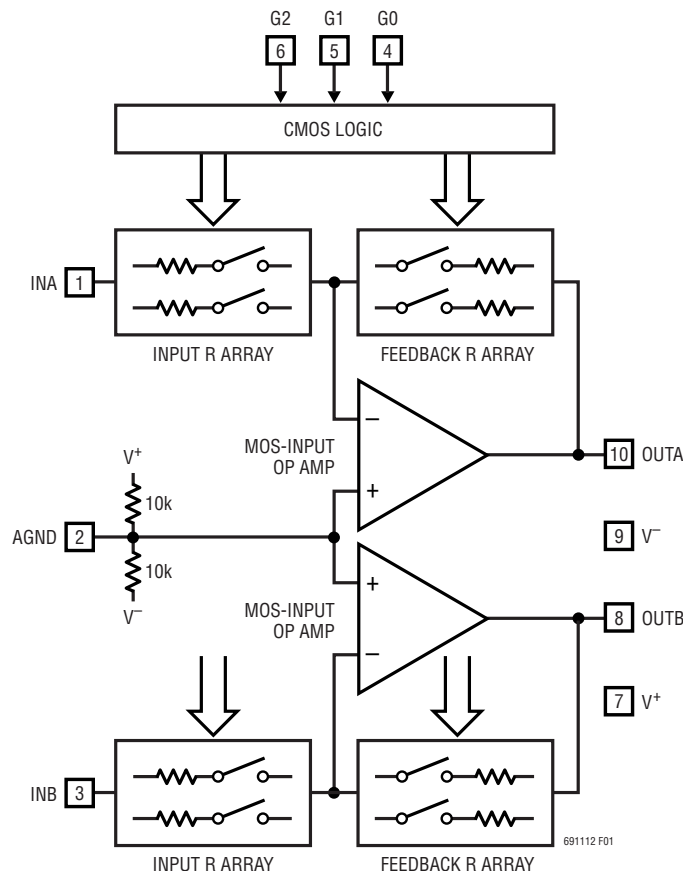 G2 G1 G0
6 5 4
CMOS LOGIC
INA 1
INPUT R ARRAY FEEDBACK R ARRAY
MOS-INPUT
OP AMP
−
+
10 OUTA
V+
10k
AGND 2
10k
V−
9 V−
MOS-INPUT
OP AMP
+
−
8 OUTB
7 V+
INB 3
691112 F01
INPUT R ARRAY FEEDBACK R ARRAY